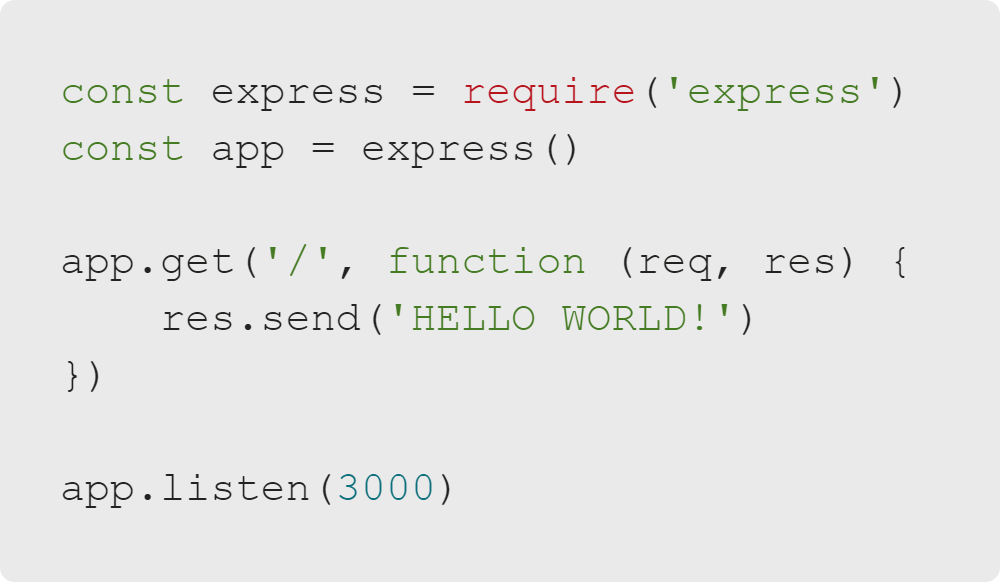 const express = require('express')
const app = express()

app.get('/', function (req, res) {
    res.send('HELLO WORLD!')
})

app.listen(3000)